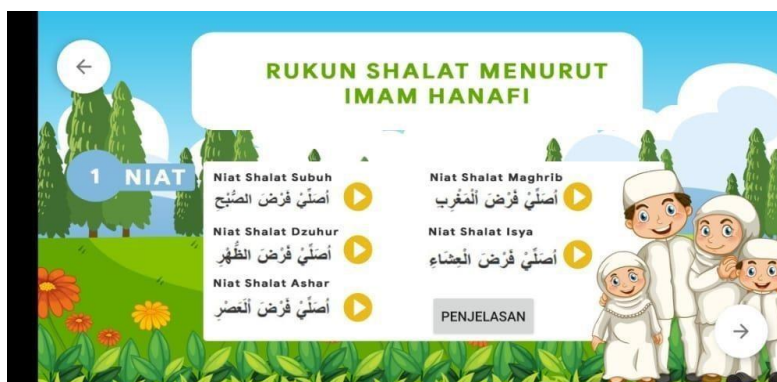 RUKUN SHALAT MENURUT
IMAM HANAFI
1 NIAT
Niat Shalat Subuh
اُصَلِّيْ فَرْضَ الصُّبْحِ
Niat Shalat Dzuhur
اُصَلِّيْ فَرْضَ الظُّهْرِ
Niat Shalat Ashar
اُصَلِّيْ فَرْضَ الْعَصْرِ
Niat Shalat Maghrib
اُصَلِّيْ فَرْضَ الْمَغْرِبِ
Niat Shalat Isya
اُصَلِّيْ فَرْضَ الْعِشَاءِ
PENJELASAN